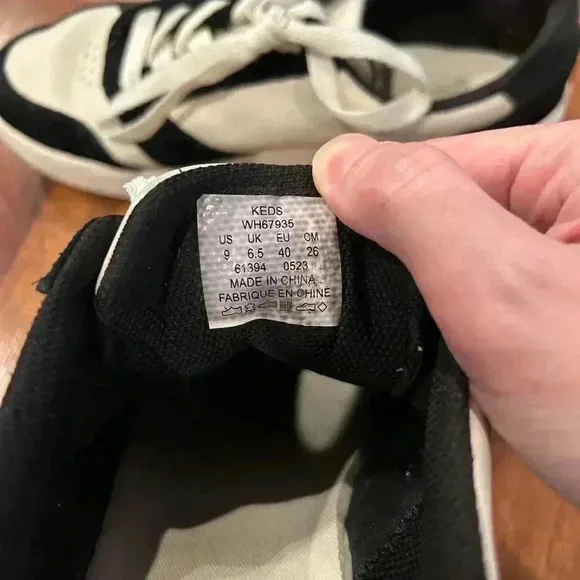 KEDS
WH67935
US UK EU CM
9 6.5 40 26
61394 0523
MADE IN CHINA
FABRIQUE EN CHINE